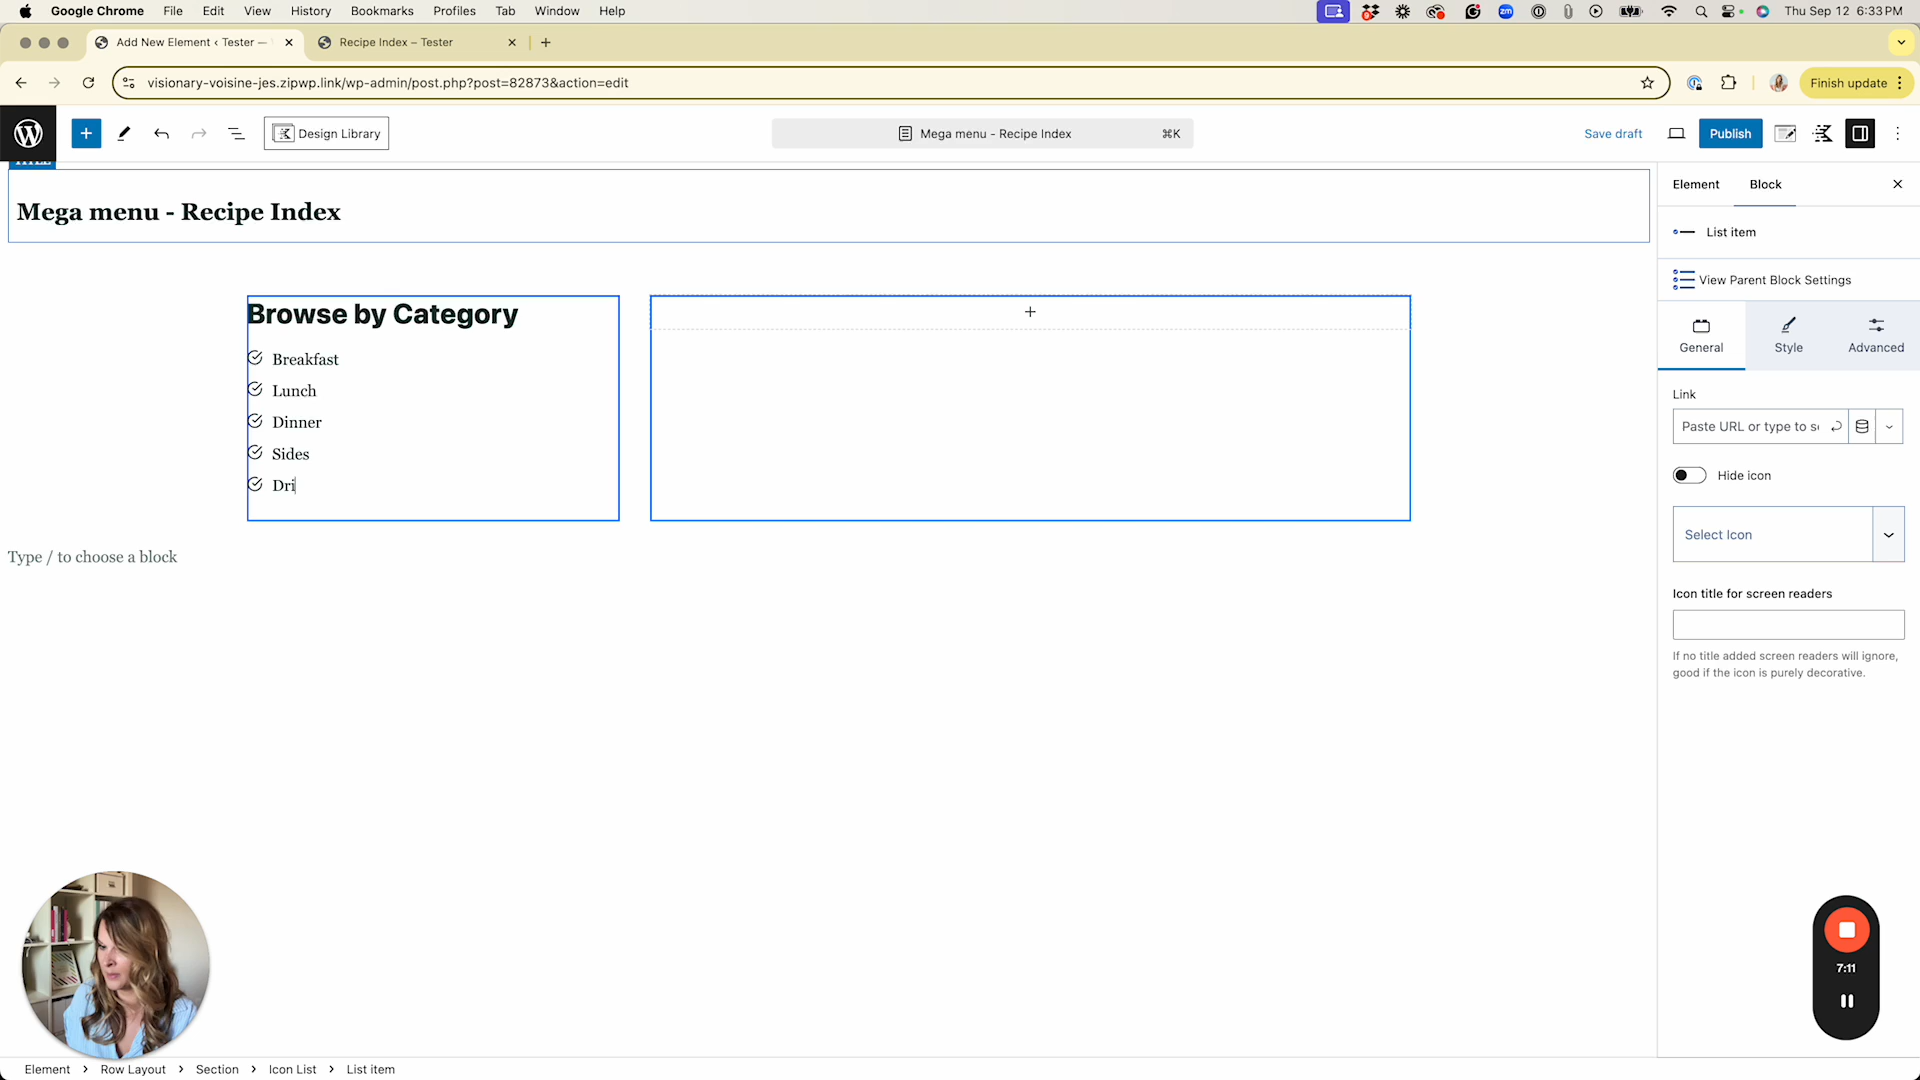 Google Chrome File Edit View History Bookmarks Profiles Tab Window Help
zm
Thu Sep 12 6:33 PM
Add New Element ‹ Tester —
Recipe Index – Tester
visionary-voisine-jes.zipwp.link/wp-admin/post.php?post=82873&action=edit
Finish update
Design Library
Mega menu - Recipe Index ⌘K
Save draft
Publish
Mega menu - Recipe Index
Browse by Category
Breakfast
Lunch
Dinner
Sides
Dri
Type / to choose a block
Element Block
List item
View Parent Block Settings
General Style Advanced
Link
Paste URL or type to s
Hide icon
Select Icon
Icon title for screen readers
If no title added screen readers will ignore,
good if the icon is purely decorative.
7:11
Element › Row Layout › Section › Icon List › List item